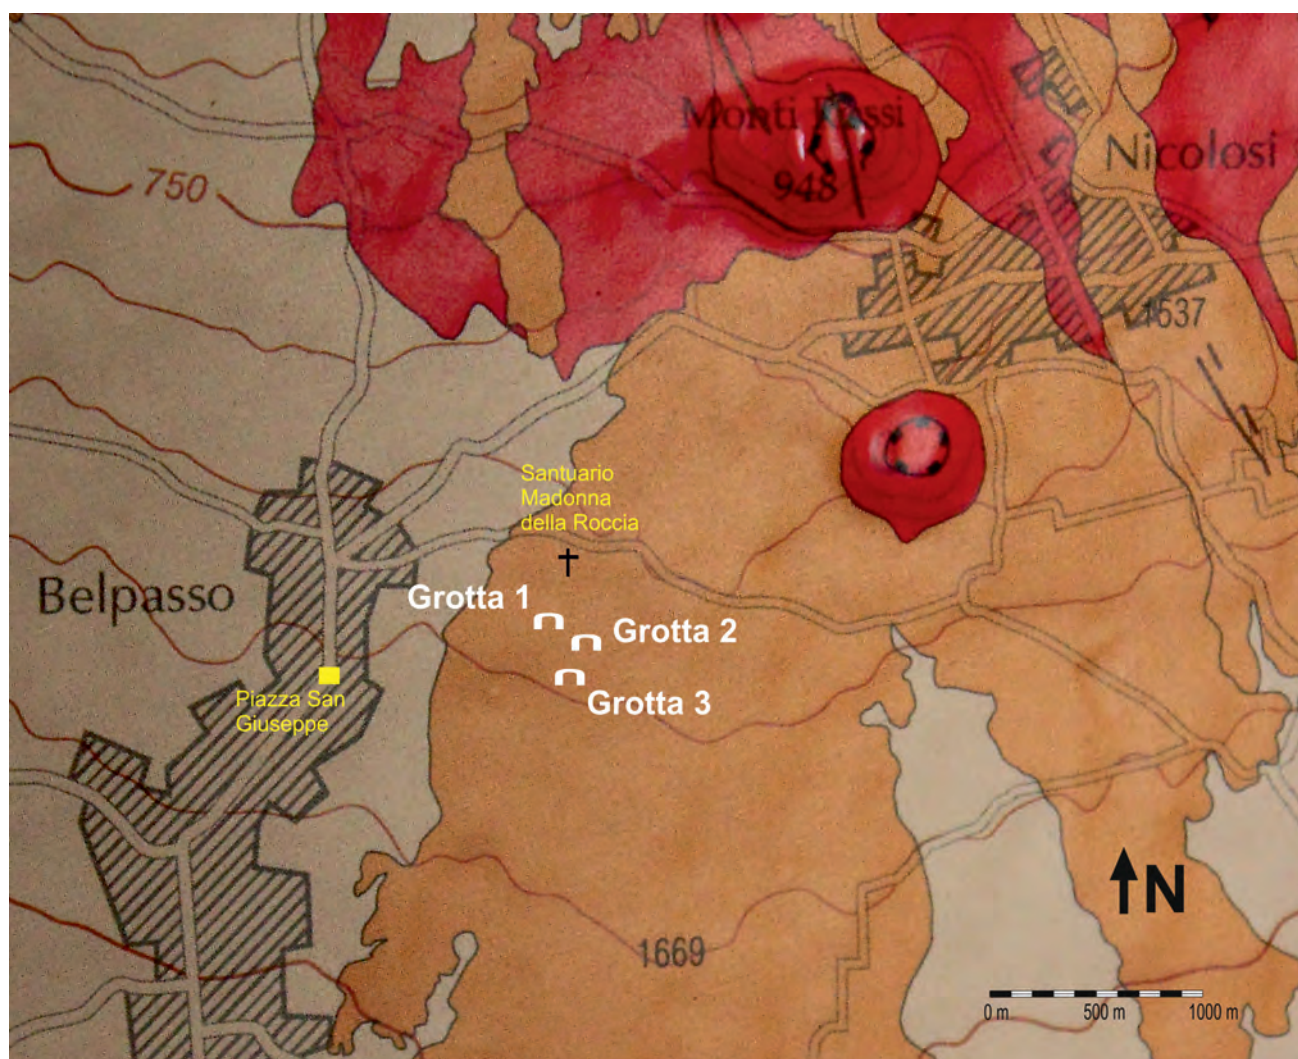 Monti Rossi
948
Nicolosi
750
1537
Santuario
Madonna
della Roccia
Belpasso
Grotta 1
Grotta 2
Grotta 3
Piazza San
Giuseppe
1669
N
0 m 500 m 1000 m